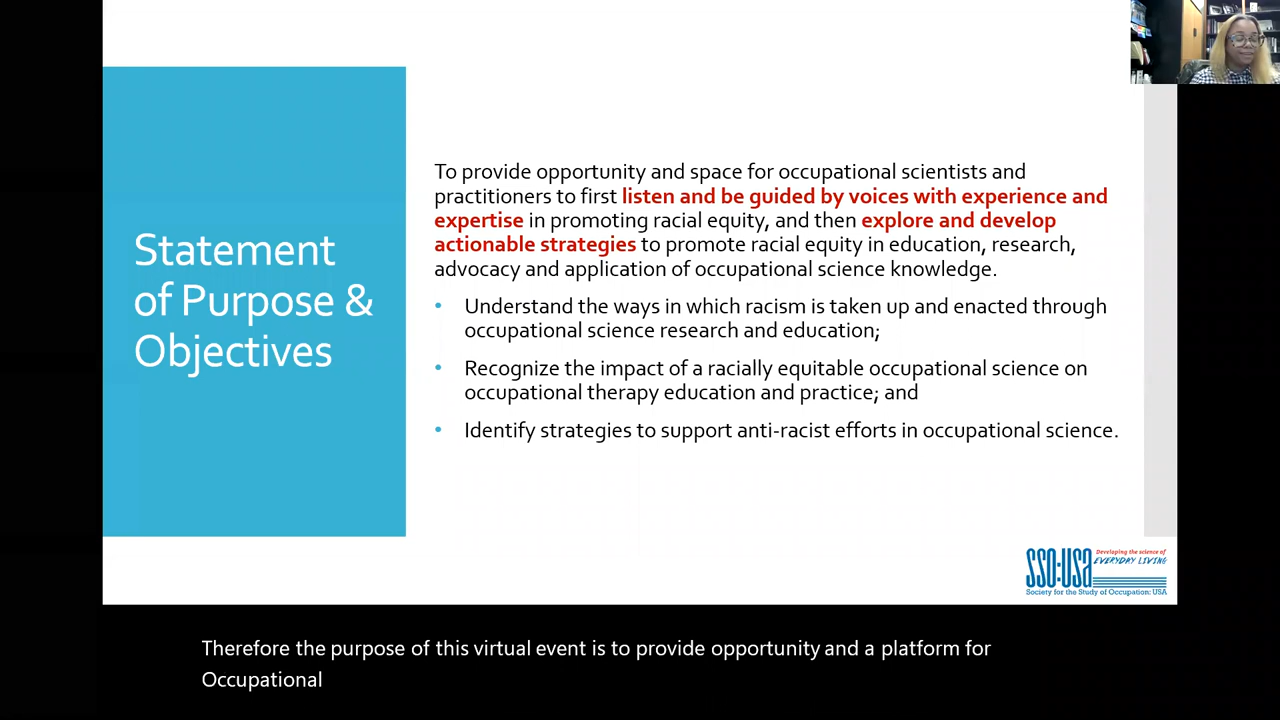 Statement
of Purpose &
Objectives
To provide opportunity and space for occupational scientists and
practitioners to first listen and be guided by voices with experience and
expertise in promoting racial equity, and then explore and develop
actionable strategies to promote racial equity in education, research,
advocacy and application of occupational science knowledge.
• Understand the ways in which racism is taken up and enacted through
occupational science research and education;
• Recognize the impact of a racially equitable occupational science on
occupational therapy education and practice; and
• Identify strategies to support anti-racist efforts in occupational science.
SSO:USA
Developing the science of
EVERYDAY LIVING
Society for the Study of Occupation: USA
Therefore the purpose of this virtual event is to provide opportunity and a platform for
Occupational